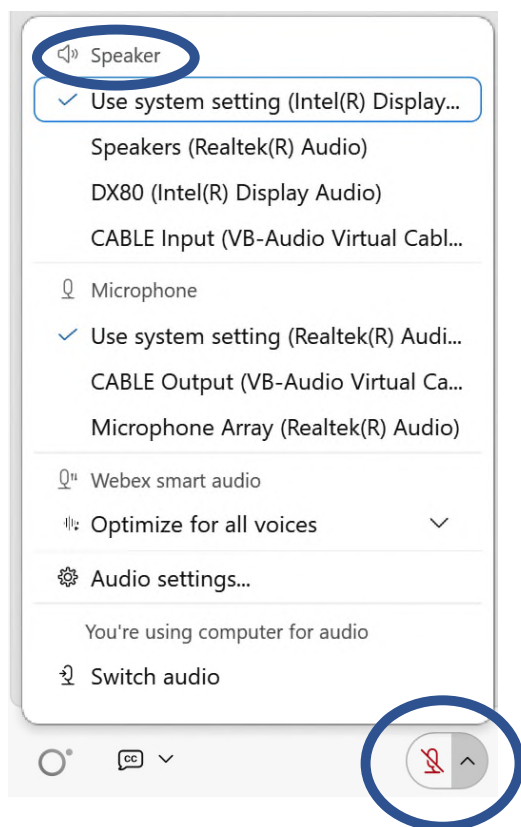 Speaker
Use system setting (Intel(R) Display...
Speakers (Realtek(R) Audio)
DX80 (Intel(R) Display Audio)
CABLE Input (VB-Audio Virtual Cabl...
Microphone
Use system setting (Realtek(R) Audi...
CABLE Output (VB-Audio Virtual Ca...
Microphone Array (Realtek(R) Audio)
Webex smart audio
Optimize for all voices
Audio settings...
You're using computer for audio
Switch audio
CC